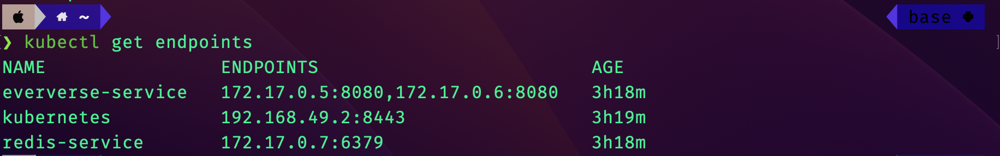 ~ base
❯ kubectl get endpoints
NAME ENDPOINTS AGE
eververse-service 172.17.0.5:8080,172.17.0.6:8080 3h18m
kubernetes 192.168.49.2:8443 3h19m
redis-service 172.17.0.7:6379 3h18m